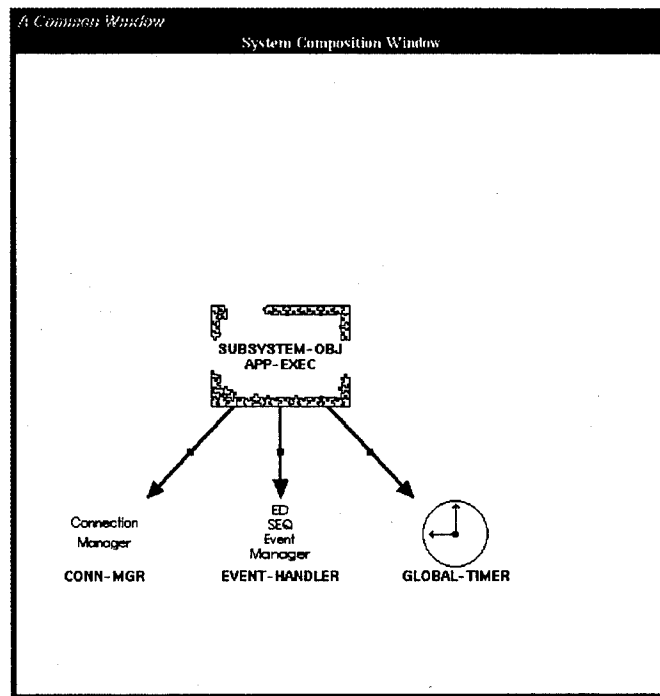 A Common Window
System Composition Window
SUBSYSTEM-OBJ
APP-EXEC
Connection
Manager
CONN-MGR
ED
SEQ
Event
Manager
EVENT-HANDLER
GLOBAL-TIMER